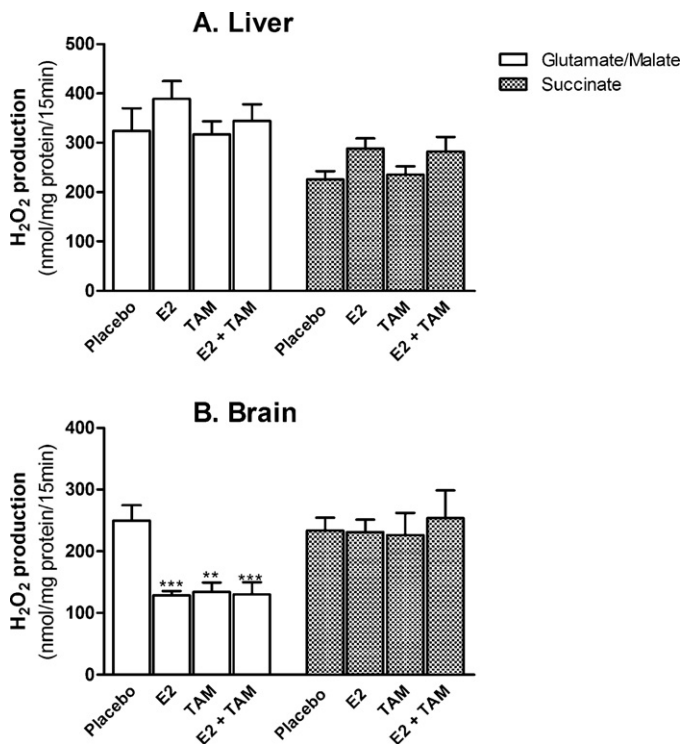 A. Liver
Glutamate/Malate
Succinate
H₂O₂ production
(nmol/mg protein/15min)
500
400
300
200
100
0
Placebo
E2
TAM
E2 + TAM
Placebo
E2
TAM
E2 + TAM
B. Brain
H₂O₂ production
(nmol/mg protein/15min)
400
300
200
100
0
***
**
***
Placebo
E2
TAM
E2 + TAM
Placebo
E2
TAM
E2 + TAM